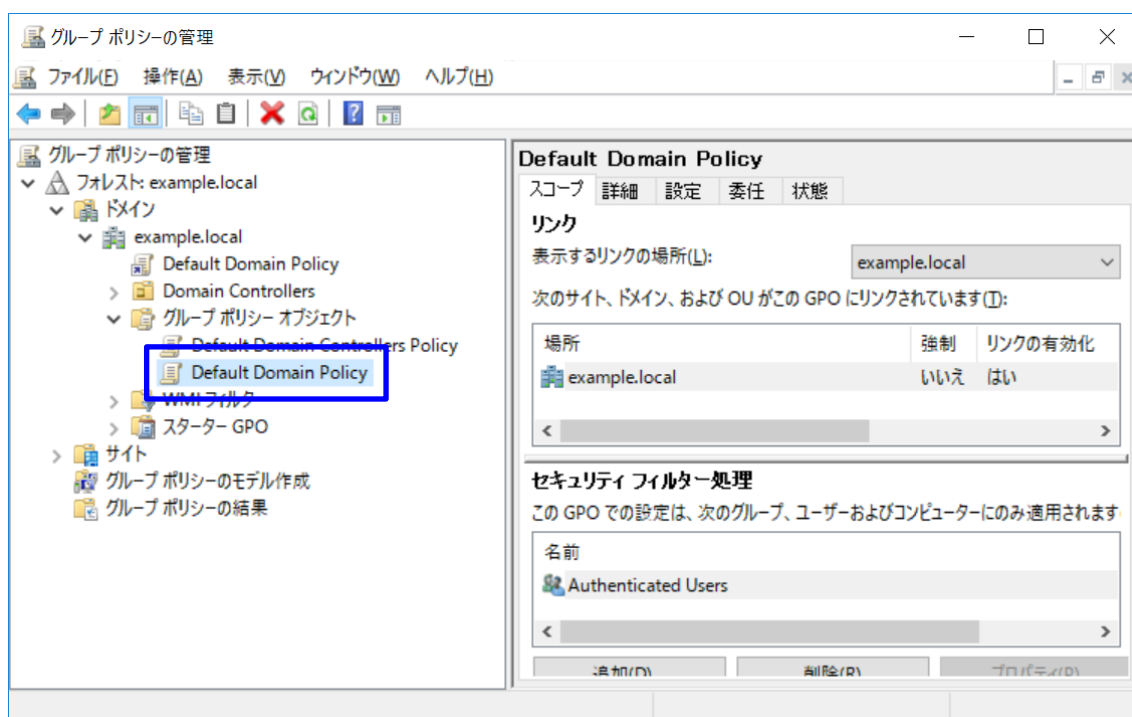 グループ ポリシーの管理
ファイル(F) 操作(A) 表示(V) ウィンドウ(W) ヘルプ(H)
グループ ポリシーの管理
フォレスト: example.local
ドメイン
example.local
Default Domain Policy
Domain Controllers
グループ ポリシー オブジェクト
Default Domain Controllers Policy
Default Domain Policy
WMI フィルター
スターター GPO
サイト
グループ ポリシーのモデル作成
グループ ポリシーの結果
Default Domain Policy
スコープ 詳細 設定 委任 状態
リンク
表示するリンクの場所(L): example.local
次のサイト、ドメイン、および OU がこの GPO にリンクされています(T):
場所 強制 リンクの有効化
example.local いいえ はい
セキュリティ フィルター処理
この GPO での設定は、次のグループ、ユーザーおよびコンピューターにのみ適用されます
名前
Authenticated Users
追加(D) 削除(R) プロパティ(P)